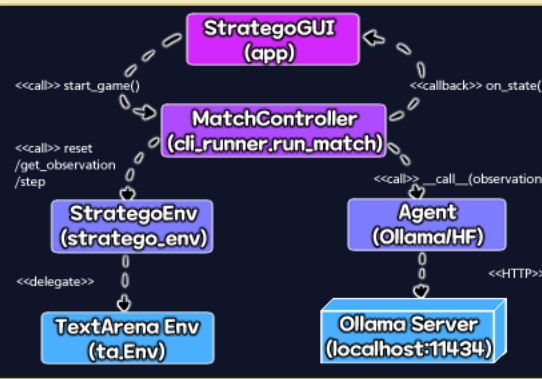 StrategoGUI
(app)
<<call>> start_game()
<<callback>> on_state(
MatchController
(cli_runner.run_match)
<<call>> reset
/get_observation
/step
<<call>> __call__(observation
StrategoEnv
(stratego_env)
Agent
(Ollama/HF)
<<delegate>>
<<HTTP>>
TextArena Env
(ta.Env)
Ollama Server
(localhost:11434)